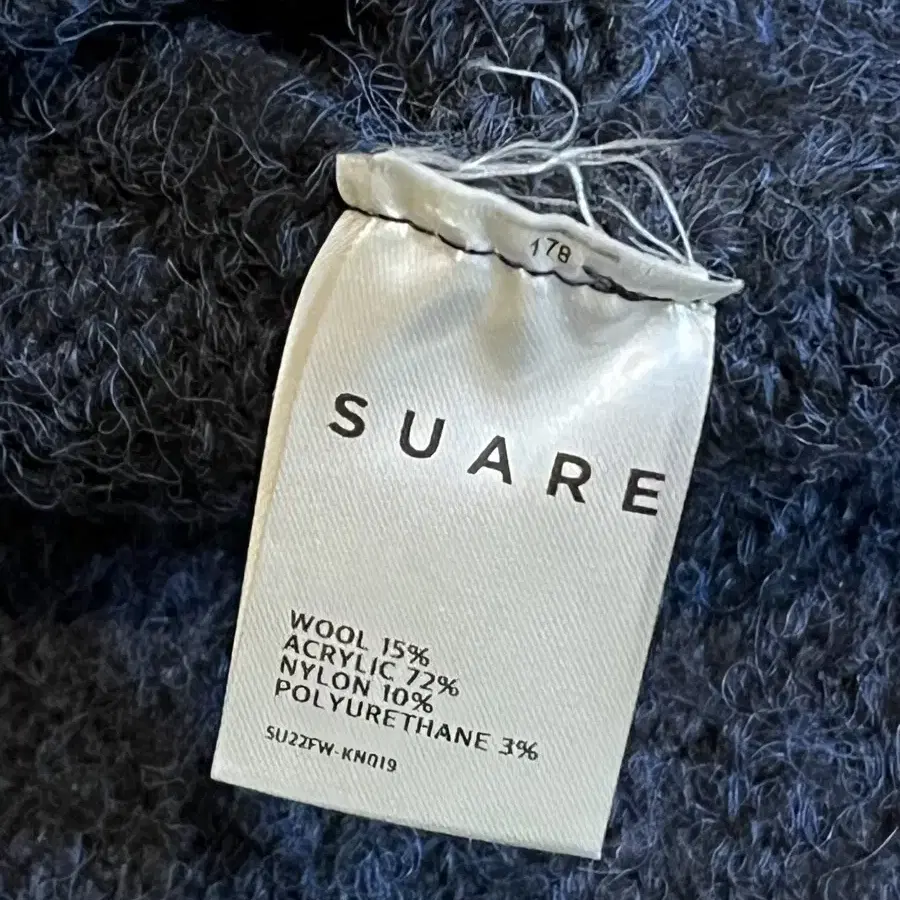 178
SUARE
WOOL 15%
ACRYLIC 72%
NYLON 10%
POLYURETHANE 3%
SU22FW-KN019